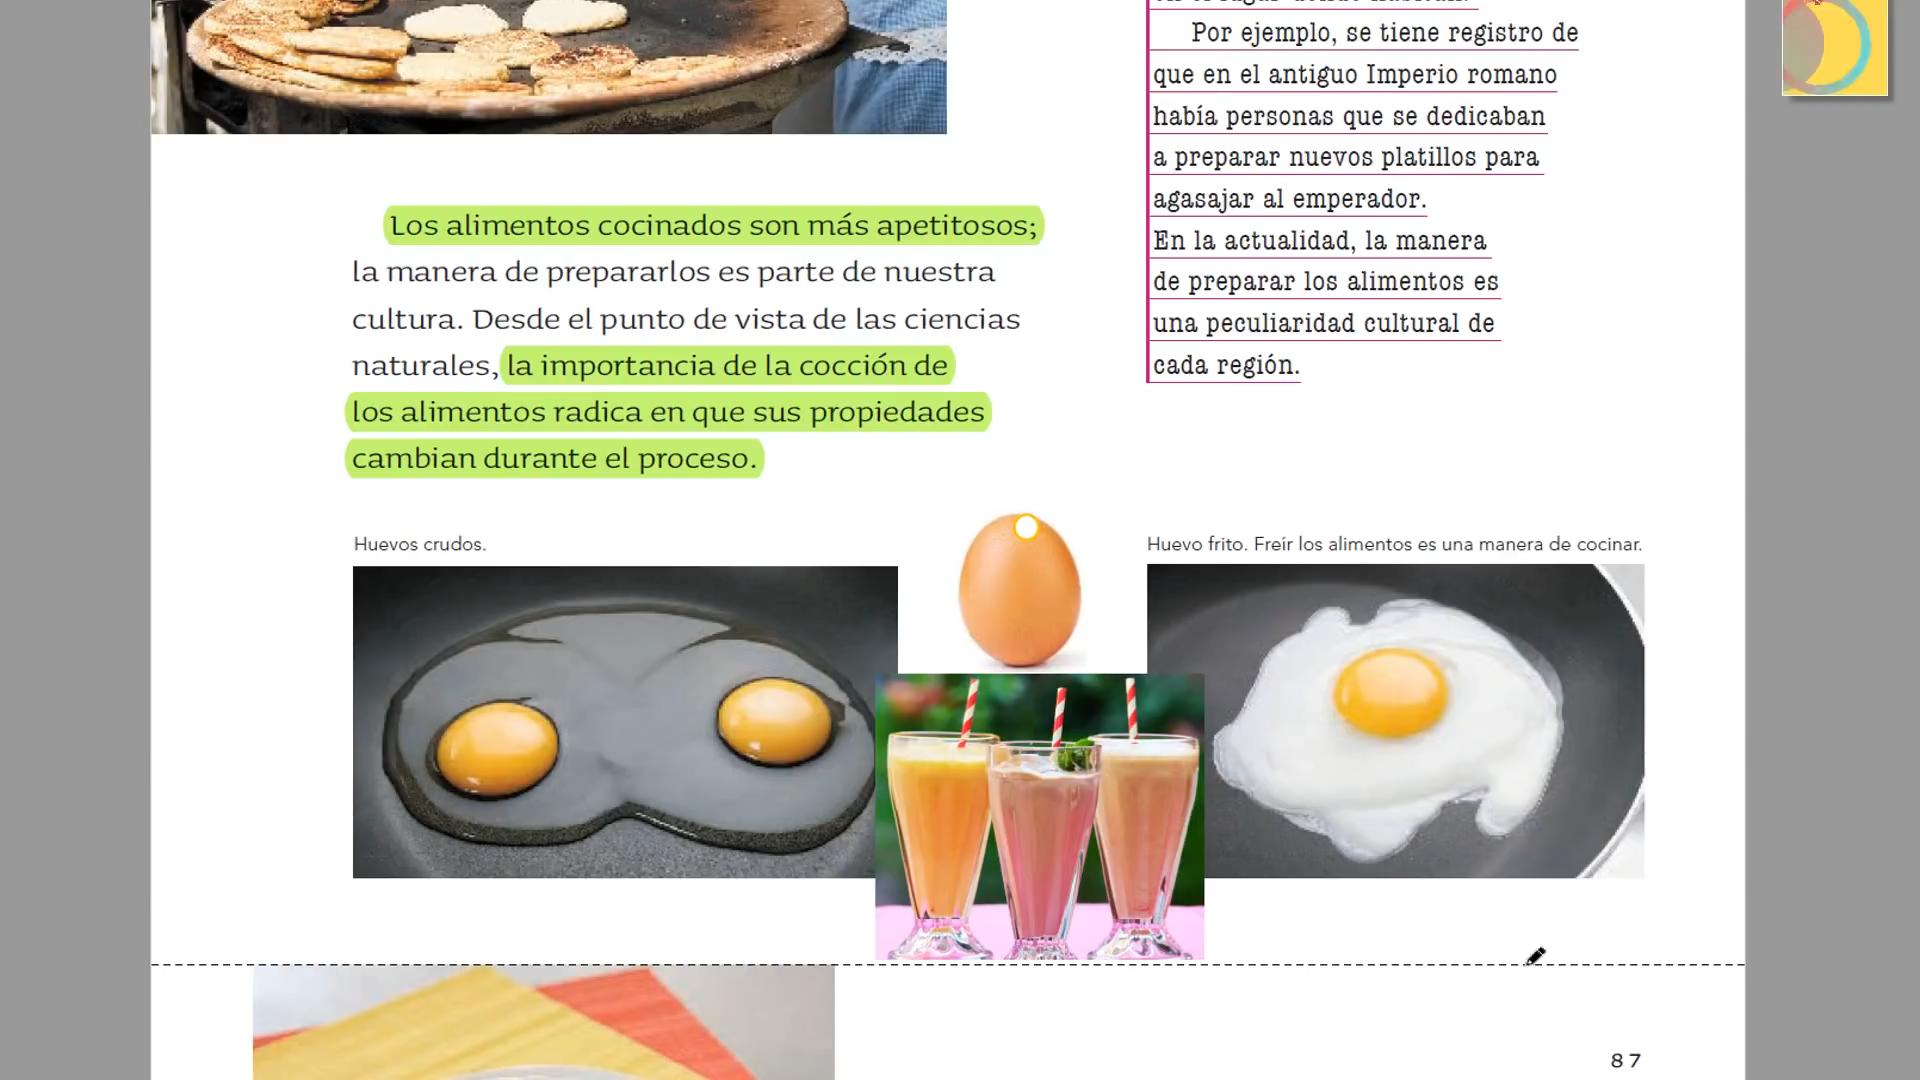 Por ejemplo, se tiene registro de
que en el antiguo Imperio romano
había personas que se dedicaban
a preparar nuevos platillos para
agasajar al emperador.
En la actualidad, la manera
de preparar los alimentos es
una peculiaridad cultural de
cada región.
Los alimentos cocinados son más apetitosos;
la manera de prepararlos es parte de nuestra
cultura. Desde el punto de vista de las ciencias
naturales, la importancia de la cocción de
los alimentos radica en que sus propiedades
cambian durante el proceso.
Huevos crudos.
Huevo frito. Freír los alimentos es una manera de cocinar.
87